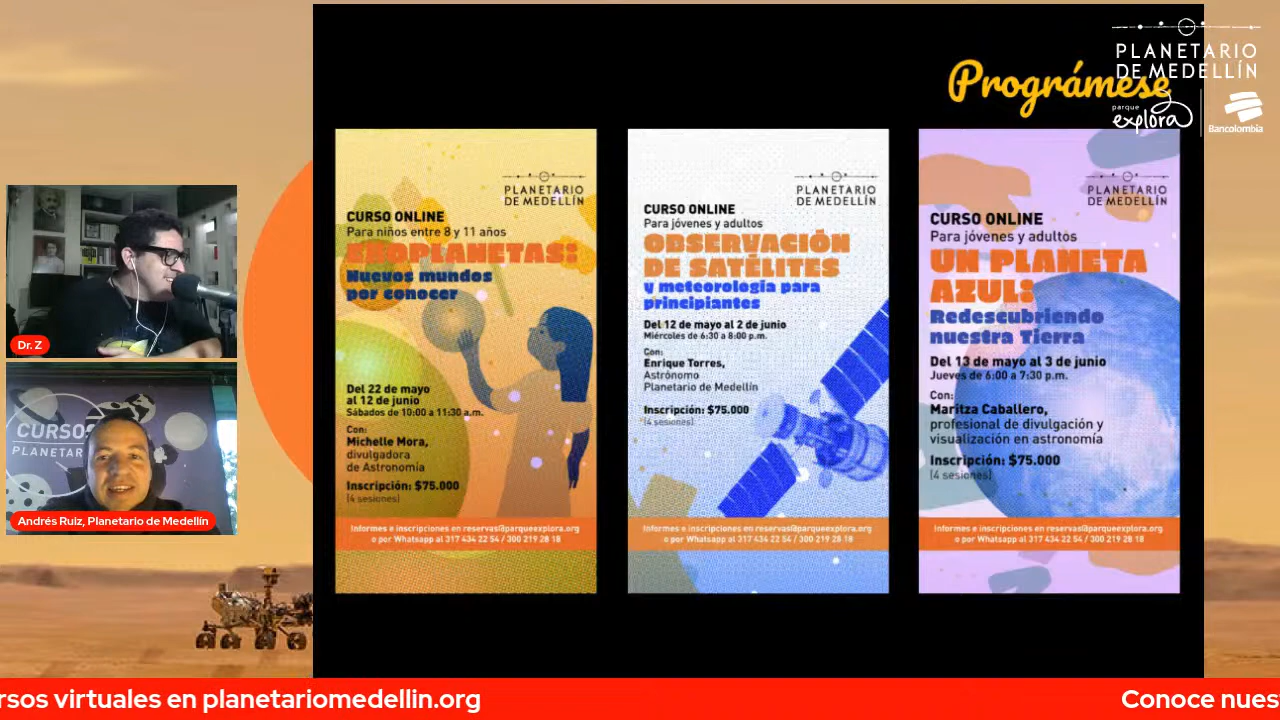 Prográmese
PLANETARIO
DE MEDELLÍN
parque
explora
Bancolombia
PLANETARIO
DE MEDELLÍN
CURSO ONLINE
Para niños entre 8 y 11 años
EXOPLANETAS:
Nuevos mundos
por conocer
Del 22 de mayo
al 12 de junio
Sábados de 10:00 a 11:30 a.m.
Con:
Michelle Mora,
divulgadora
de Astronomía
Inscripción: $75.000
(4 sesiones)
Informes e inscripciones en reservas@parqueexplora.org
o por Whatsapp al 317 434 22 54 / 300 219 28 18
PLANETARIO
DE MEDELLÍN
CURSO ONLINE
Para jóvenes y adultos
OBSERVACIÓN
DE SATÉLITES
y meteorología para
principiantes
Del 12 de mayo al 2 de junio
Miércoles de 6:30 a 8:00 p.m.
Con:
Enrique Torres,
Astrónomo
Planetario de Medellín
Inscripción: $75.000
(4 sesiones)
Informes e inscripciones en reservas@parqueexplora.org
o por Whatsapp al 317 434 22 54 / 300 219 28 18
PLANETARIO
DE MEDELLÍN
CURSO ONLINE
Para jóvenes y adultos
UN PLANETA
AZUL:
Redescubriendo
nuestra Tierra
Del 13 de mayo al 3 de junio
Jueves de 6:00 a 7:30 p.m.
Con:
Maritza Caballero,
profesional de divulgación y
visualización en astronomía
Inscripción: $75.000
(4 sesiones)
Informes e inscripciones en reservas@parqueexplora.org
o por Whatsapp al 317 434 22 54 / 300 219 28 18
Dr. Z
CURSOS
PLANETAR
Andrés Ruiz, Planetario de Medellín
rsos virtuales en planetariomedellin.org
Conoce nues